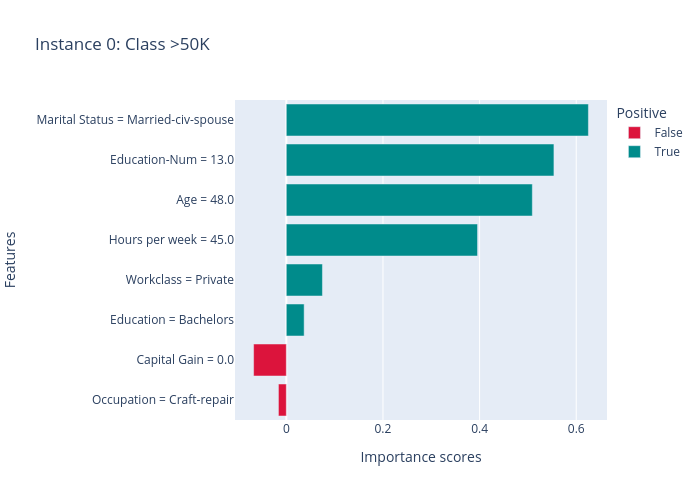 Instance 0: Class >50K
Positive
False
True
Features
Marital Status = Married-civ-spouse
Education-Num = 13.0
Age = 48.0
Hours per week = 45.0
Workclass = Private
Education = Bachelors
Capital Gain = 0.0
Occupation = Craft-repair
0 0.2 0.4 0.6
Importance scores